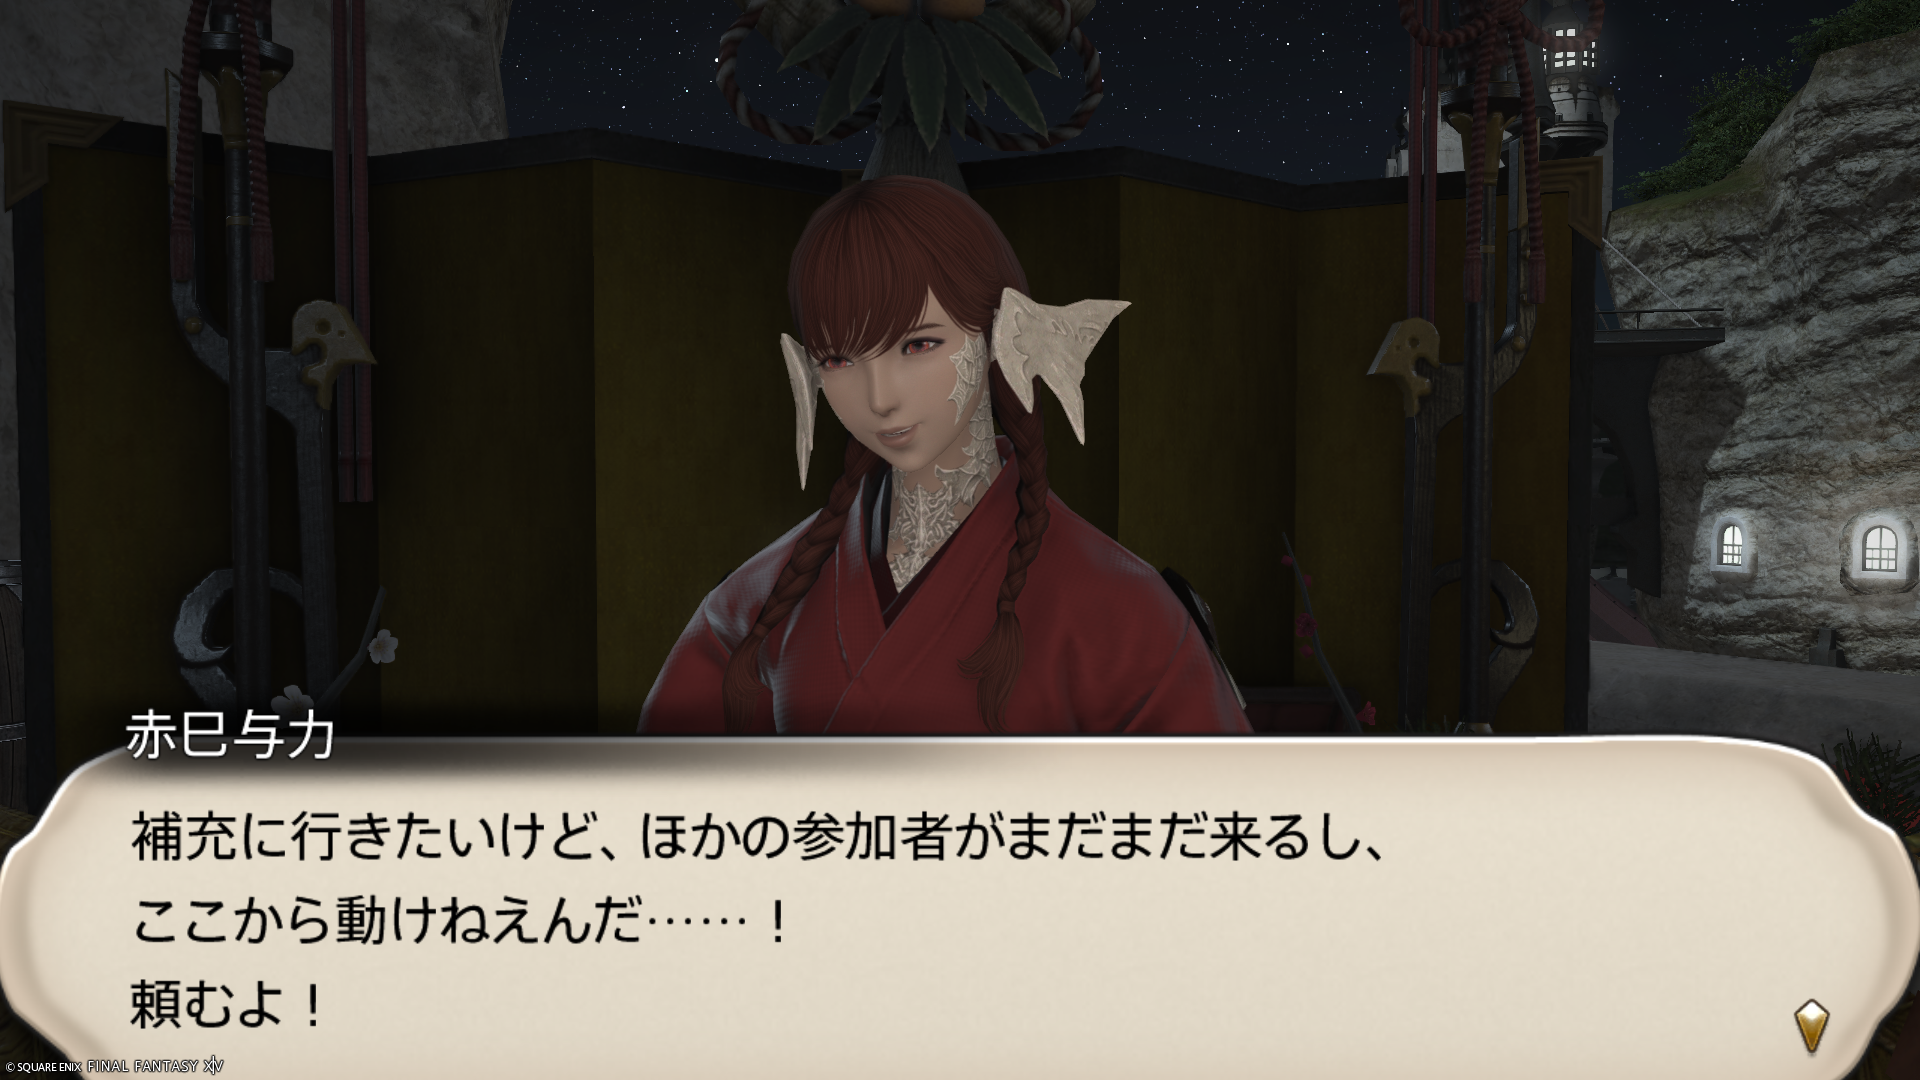 赤巳与力
補充に行きたいけど、ほかの参加者がまだまだ来るし、
ここから動けねえんだ……！
頼むよ！
© SQUARE ENIX FINAL FANTASY XIV